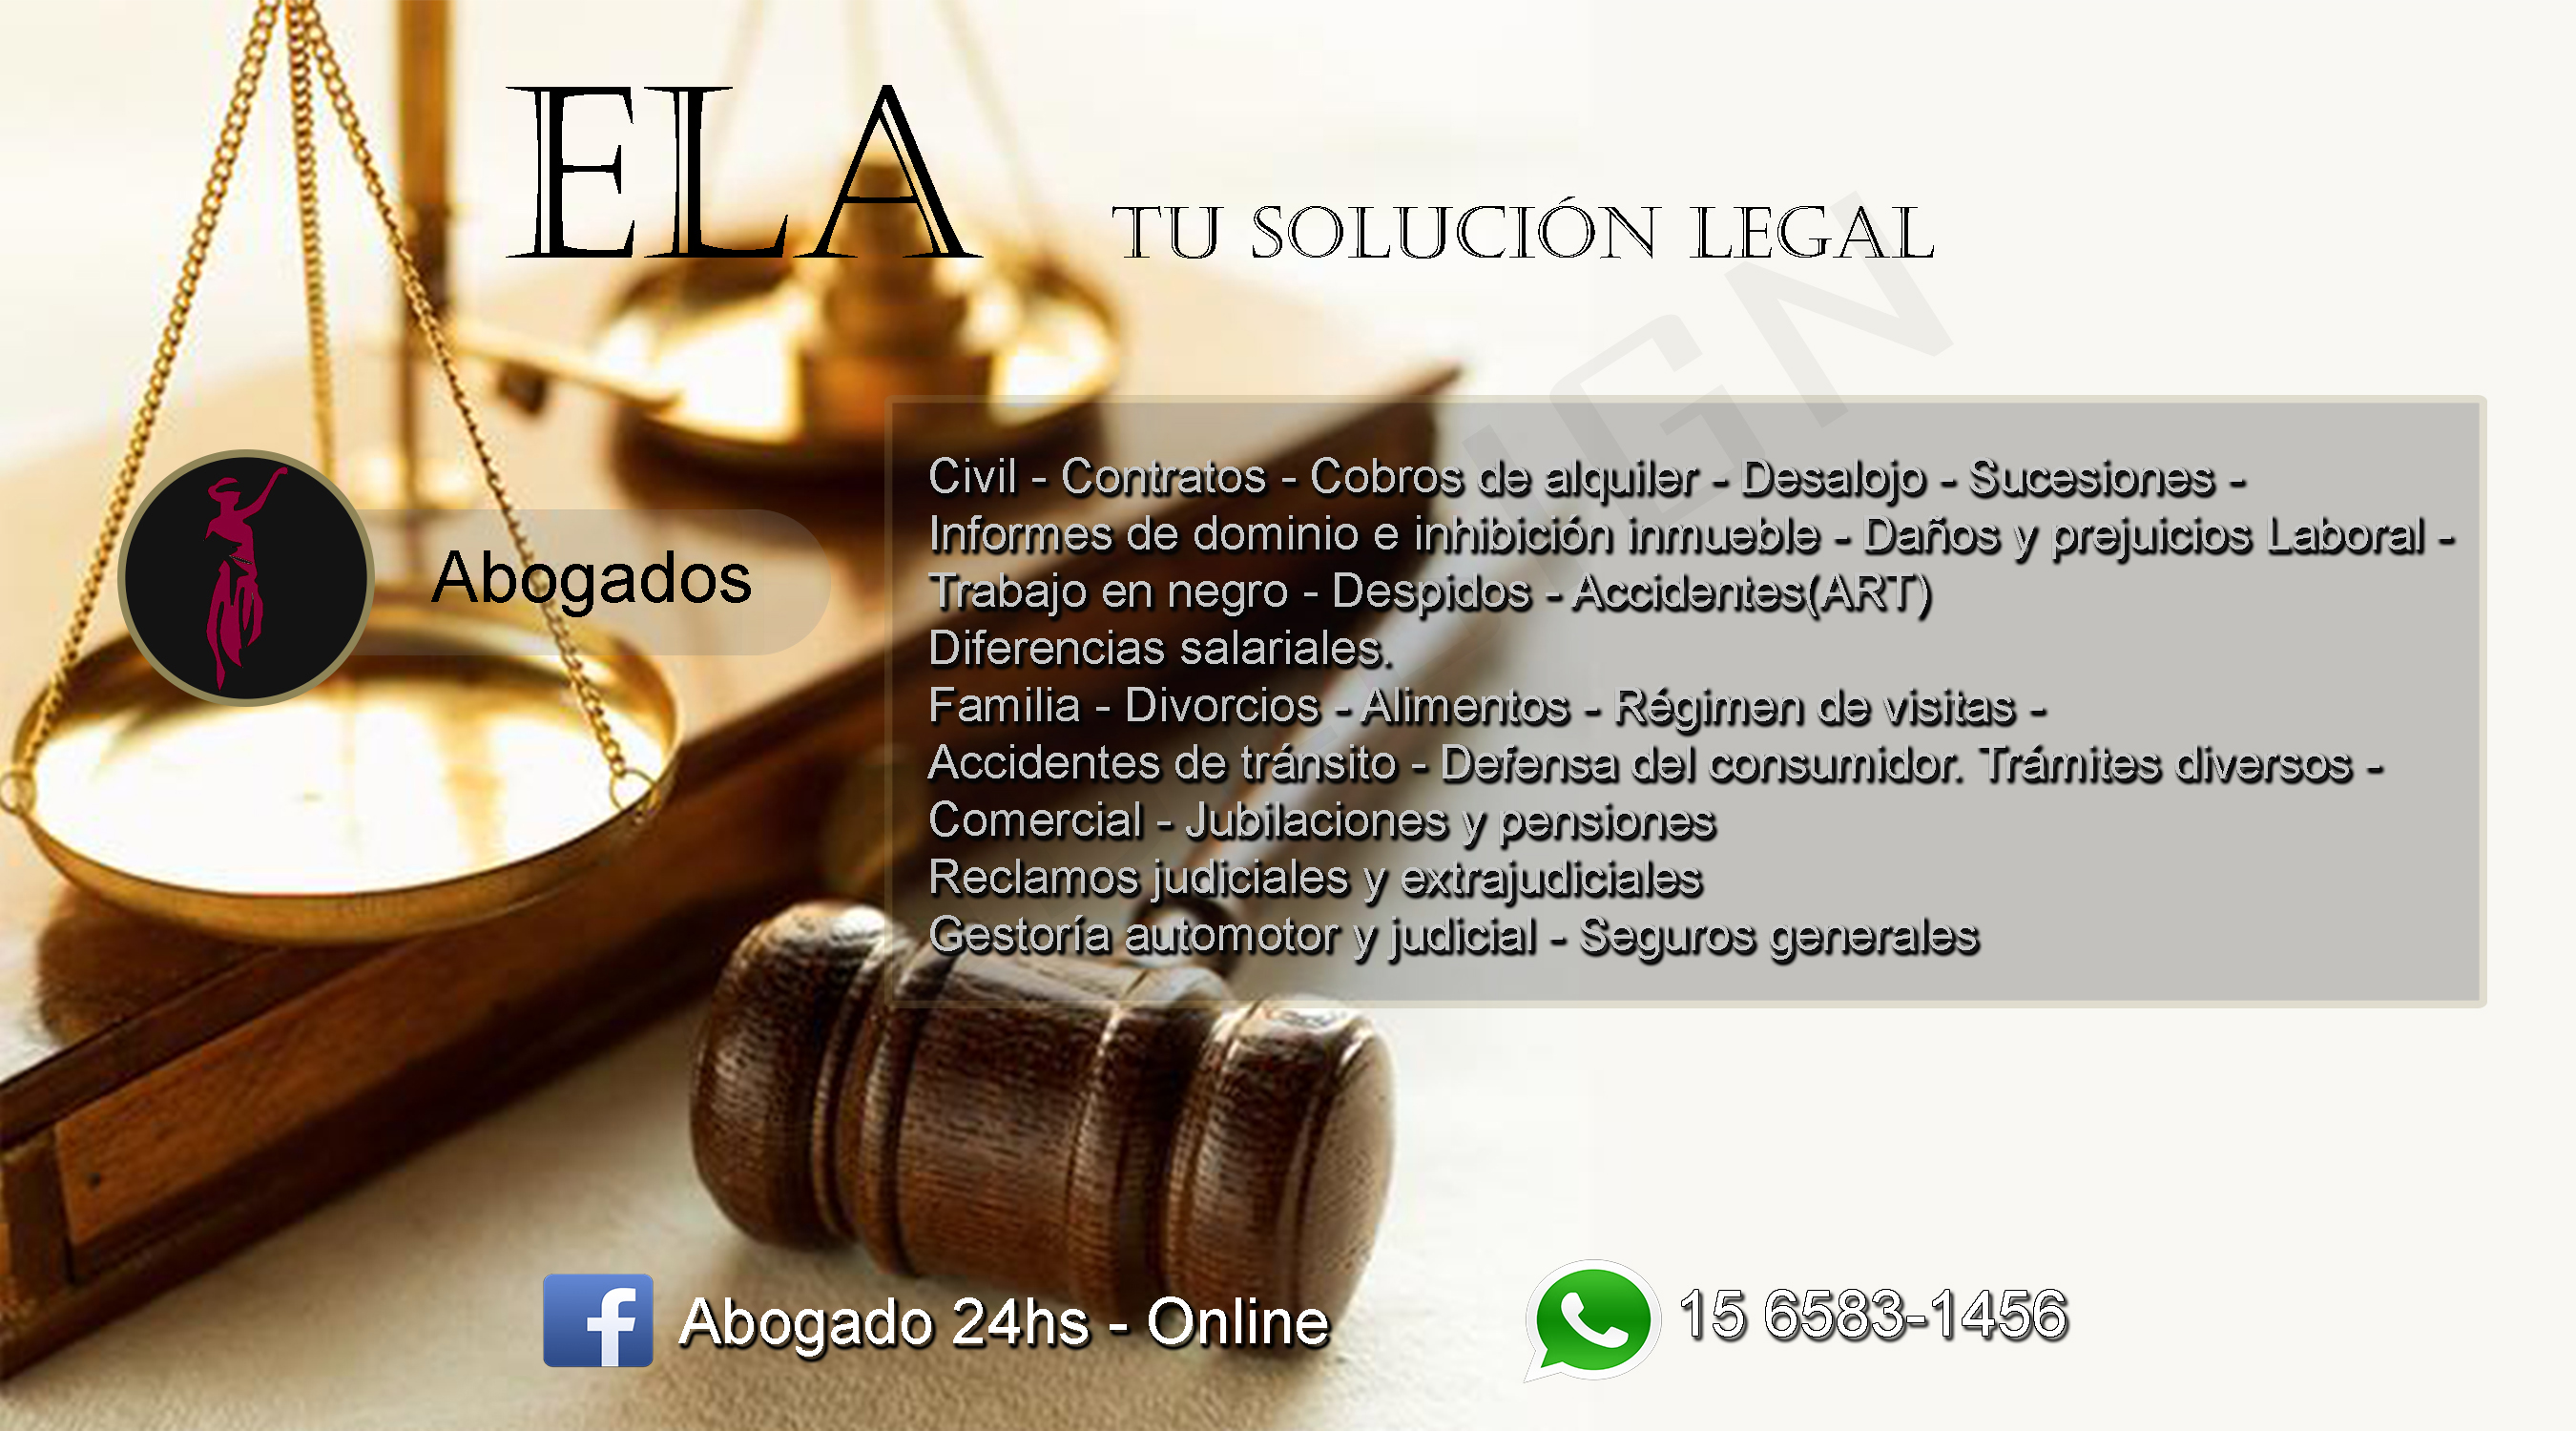 ELA TU SOLUCIÓN LEGAL
Abogados
Civil - Contratos - Cobros de alquiler - Desalojo - Sucesiones -
Informes de dominio e inhibición inmueble - Daños y prejuicios Laboral -
Trabajo en negro - Despidos - Accidentes(ART)
Diferencias salariales.
Familia - Divorcios - Alimentos - Régimen de visitas -
Accidentes de tránsito - Defensa del consumidor. Trámites diversos -
Comercial - Jubilaciones y pensiones
Reclamos judiciales y extrajudiciales
Gestoría automotor y judicial - Seguros generales
Abogado 24hs - Online
15 6583-1456